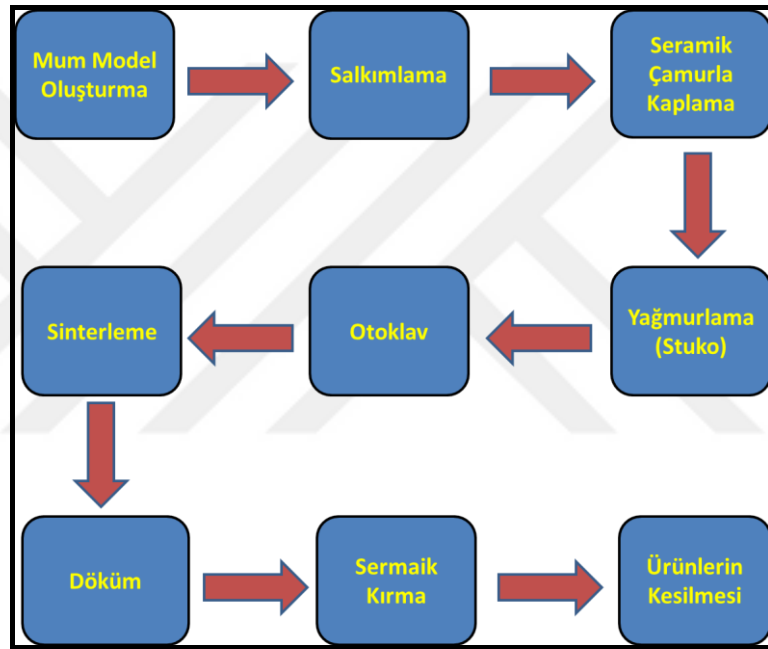 Mum Model
Oluşturma
Salkımlama
Seramik
Çamurla
Kaplama
Yağmurlama
(Stuko)
Otoklav
Sinterleme
Döküm
Sermaik
Kırma
Ürünlerin
Kesilmesi